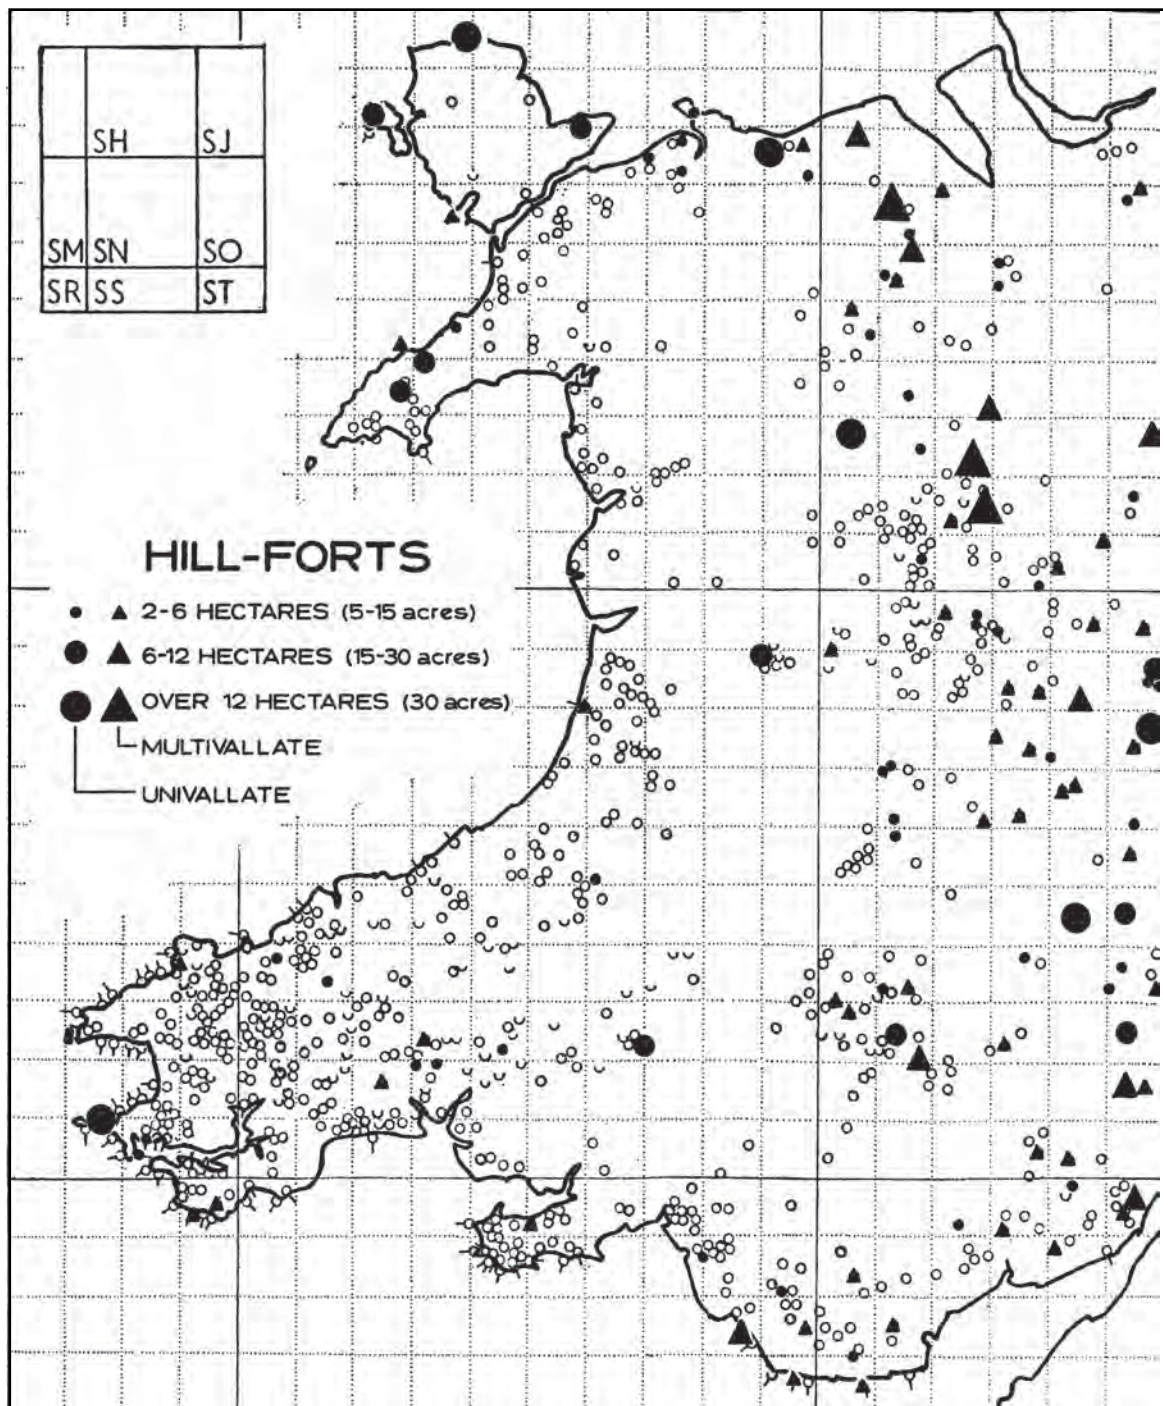 SH SJ
SM SN SO
SR SS ST
HILL-FORTS
2-6 HECTARES (5-15 acres)
6-12 HECTARES (15-30 acres)
OVER 12 HECTARES (30 acres)
MULTIVALLATE
UNIVALLATE